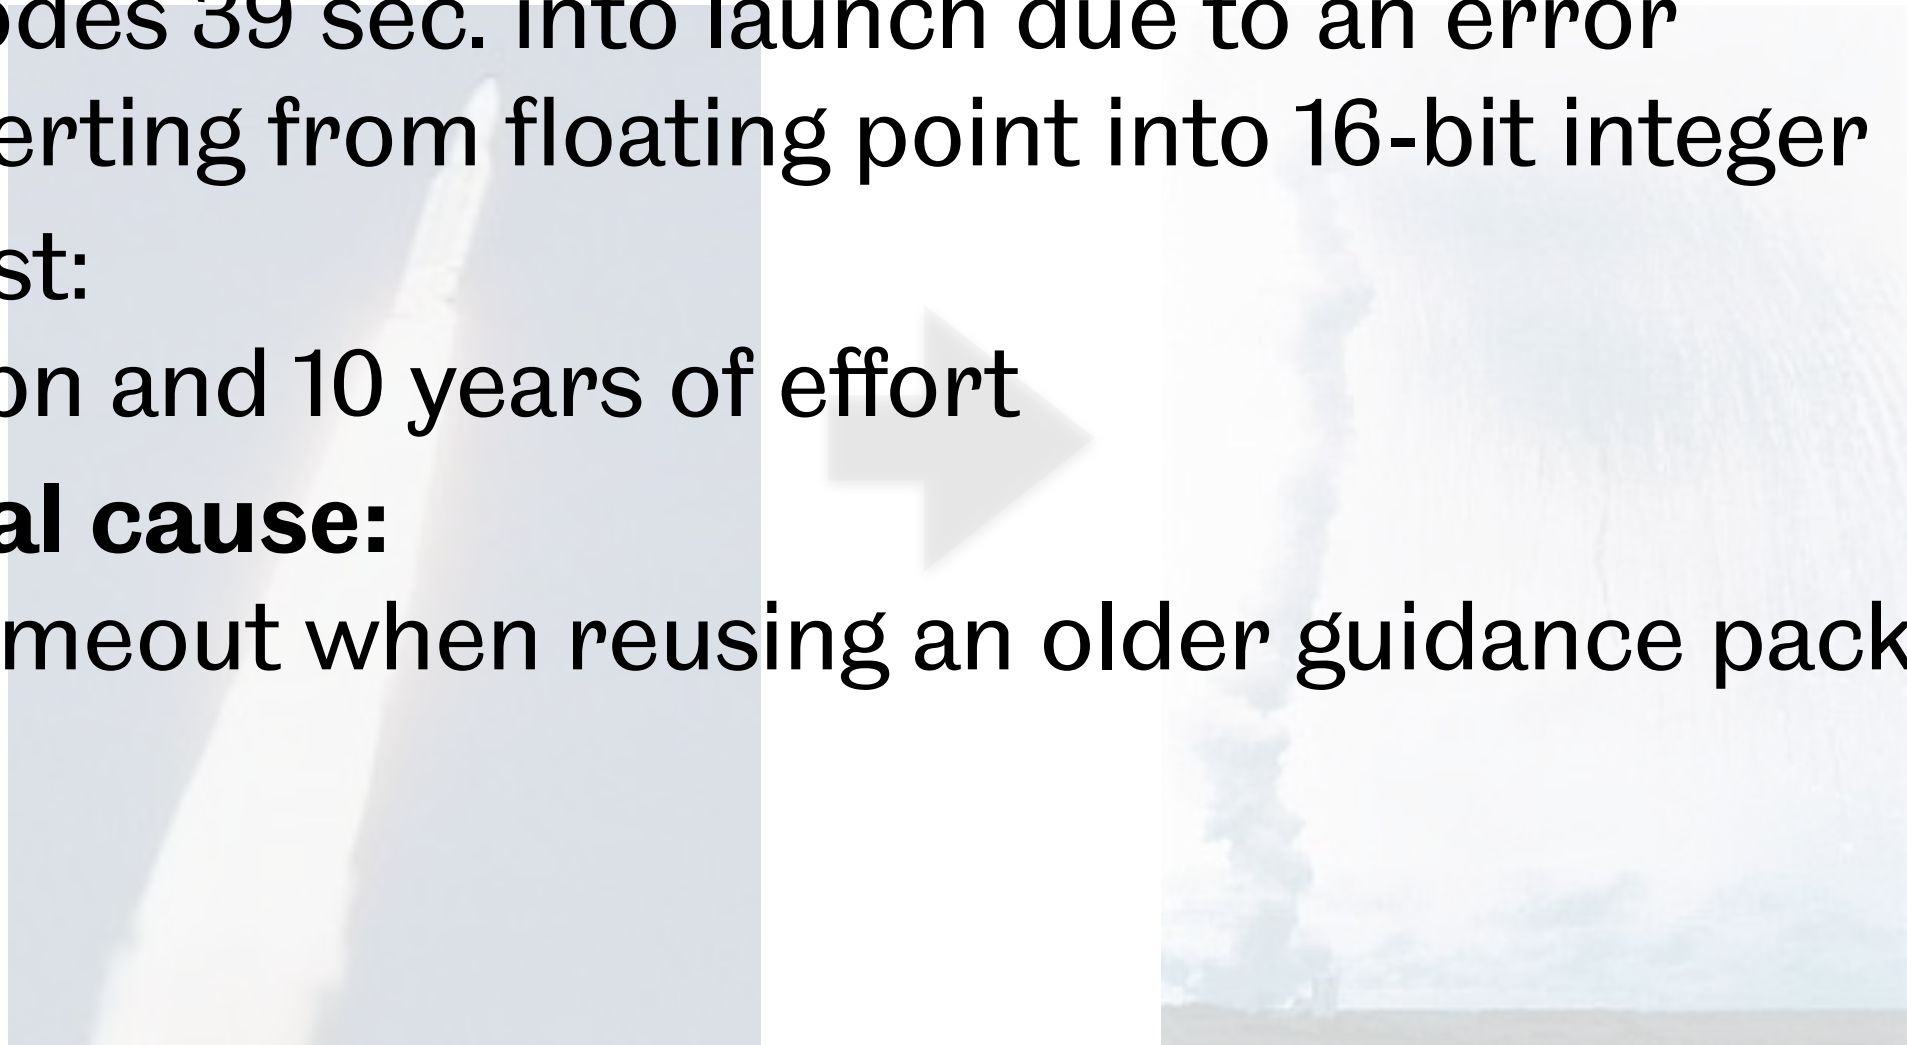 odes 39 sec. into launch due to an error
erting from floating point into 16-bit integer
st:
on and 10 years of effort
al cause:
meout when reusing an older guidance pack